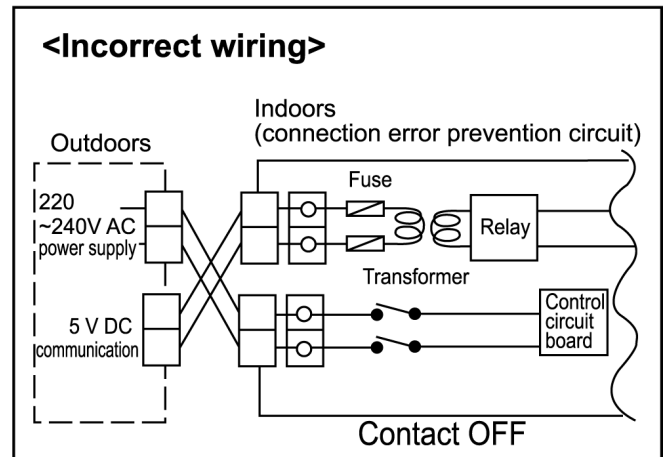 <Incorrect wiring>
Indoors
(connection error prevention circuit)
Outdoors
Fuse
220
~240V AC
power supply
Relay
Transformer
5 V DC
communication
Control
circuit
board
Contact OFF